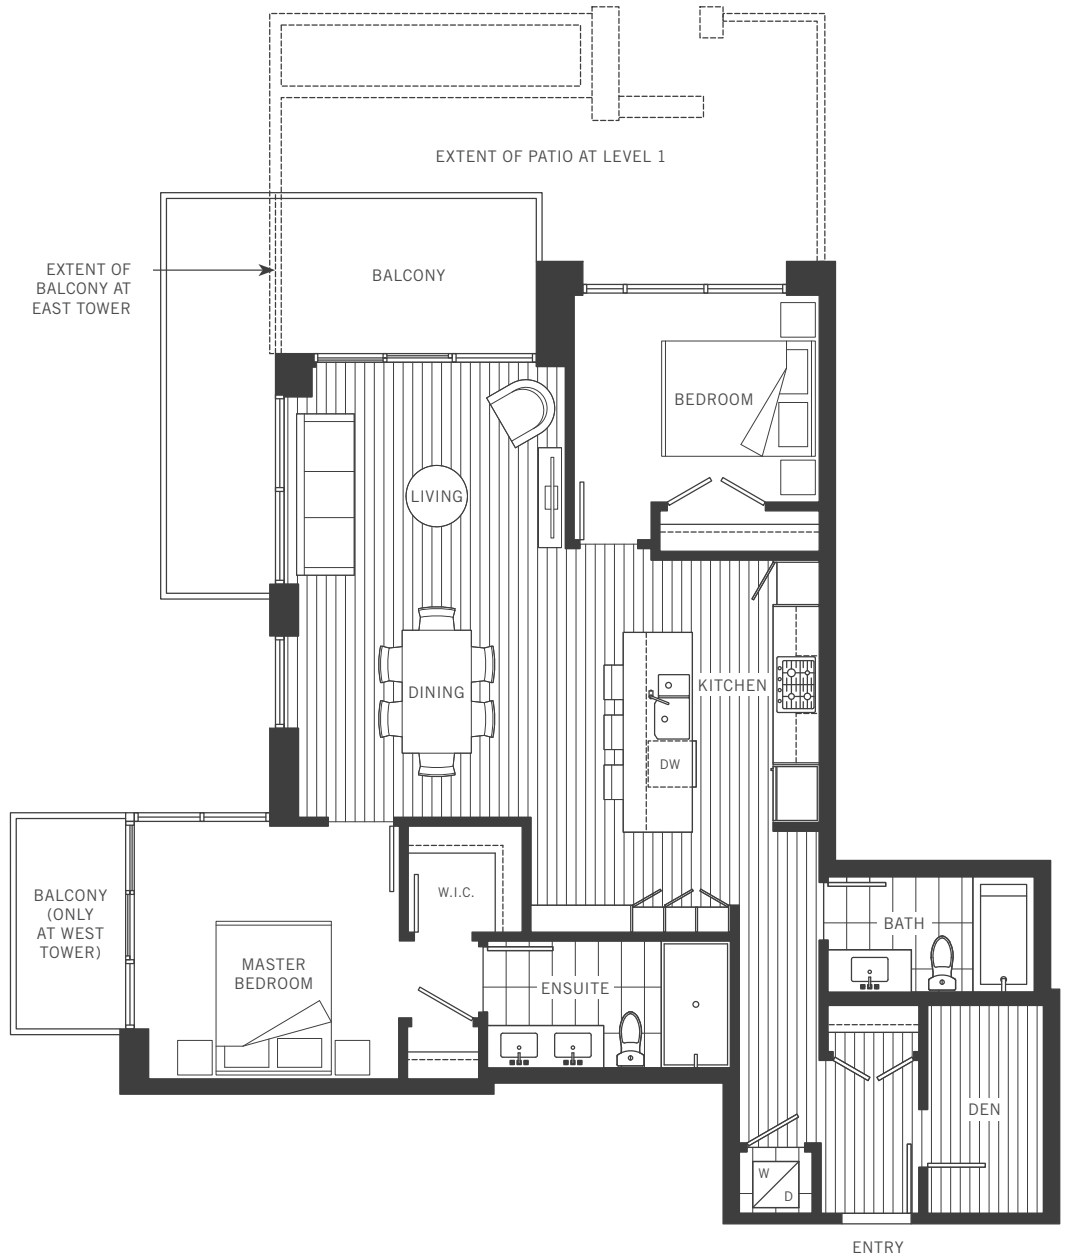 EXTENT OF PATIO AT LEVEL 1
EXTENT OF
BALCONY AT
EAST TOWER
BALCONY
BEDROOM
LIVING
DINING
KITCHEN
DW
BALCONY
(ONLY
AT WEST
TOWER)
W.I.C.
MASTER
BEDROOM
ENSUITE
BATH
DEN
W
D
ENTRY